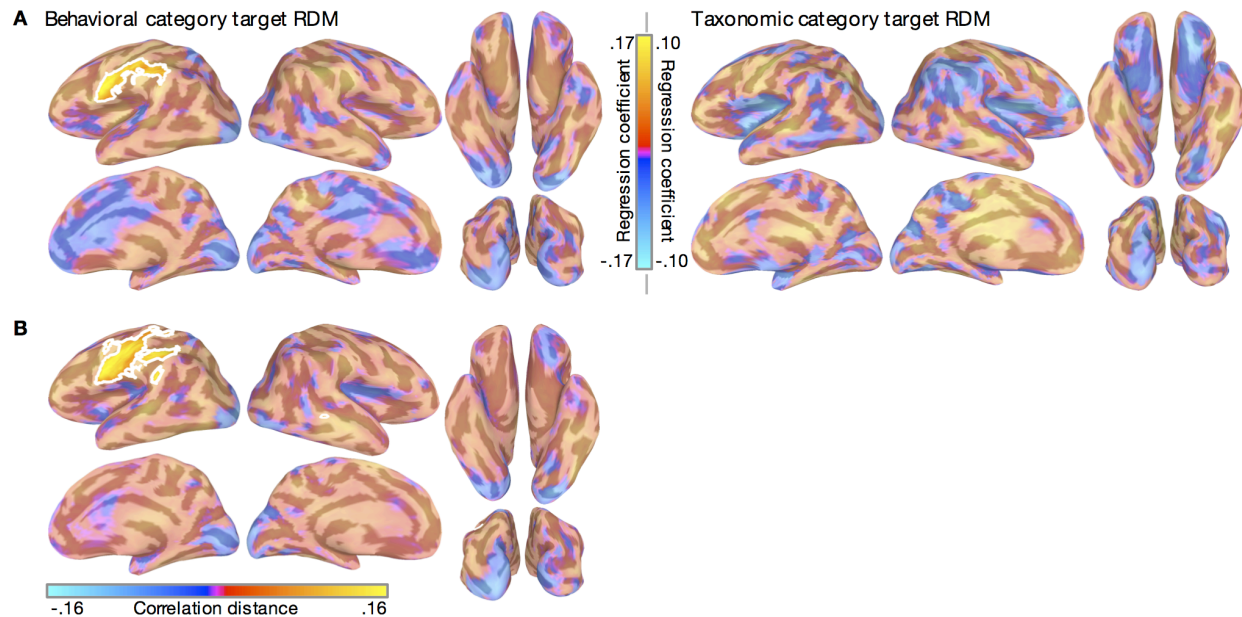 A Behavioral category target RDM
Taxonomic category target RDM
.17
.10
Regression coefficient
Regression coefficient
-.17
-.10
B
-.16 Correlation distance .16